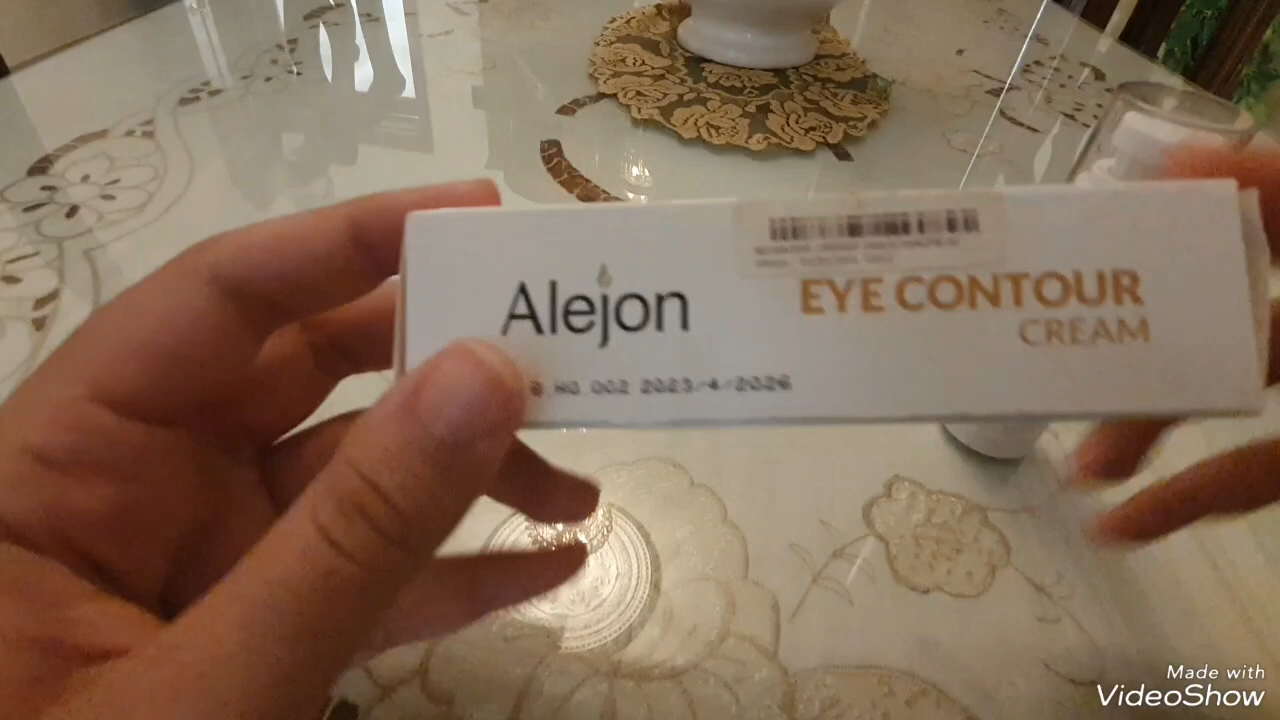 Alejon
EYE CONTOUR
CREAM
B.NO 002 2023/4/2026
Made with
VideoShow